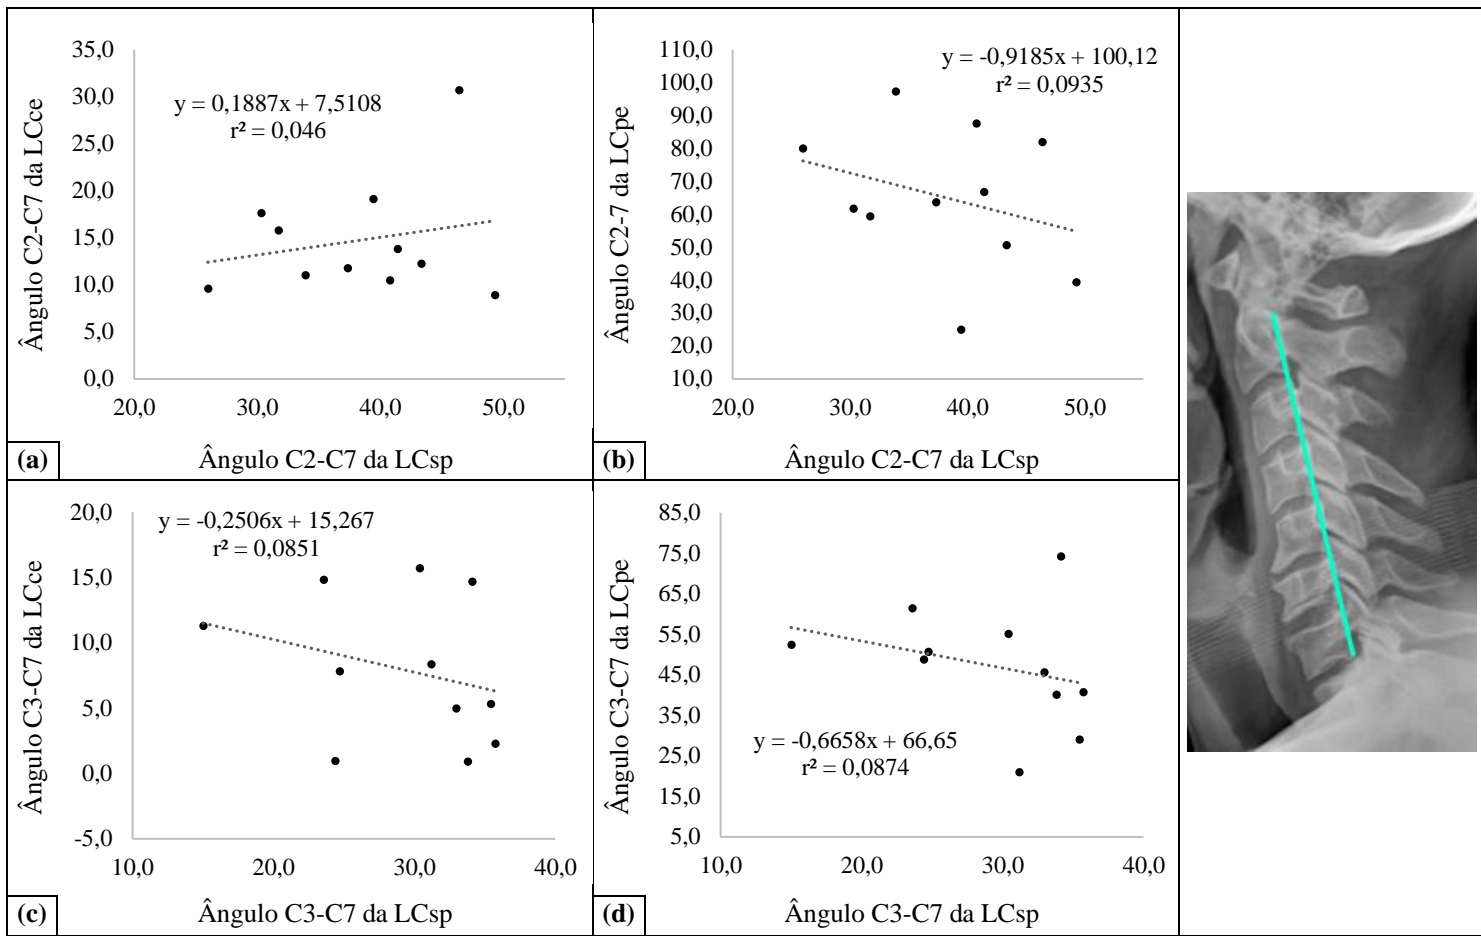 35,0
30,0
25,0
20,0
15,0
10,0
5,0
0,0
20,0 30,0 40,0 50,0
y = 0,1887x + 7,5108
r² = 0,046
Ângulo C2-C7 da LCce
Ângulo C2-C7 da LCsp
(a)
110,0
100,0
90,0
80,0
70,0
60,0
50,0
40,0
30,0
20,0
10,0
20,0 30,0 40,0 50,0
y = -0,9185x + 100,12
r² = 0,0935
Ângulo C2-7 da LCpe
Ângulo C2-C7 da LCsp
(b)
20,0
15,0
10,0
5,0
0,0
-5,0
10,0 20,0 30,0 40,0
y = -0,2506x + 15,267
r² = 0,0851
Ângulo C3-C7 da LCce
Ângulo C3-C7 da LCsp
(c)
85,0
75,0
65,0
55,0
45,0
35,0
25,0
15,0
5,0
10,0 20,0 30,0 40,0
y = -0,6658x + 66,65
r² = 0,0874
Ângulo C3-C7 da LCpe
Ângulo C3-C7 da LCsp
(d)